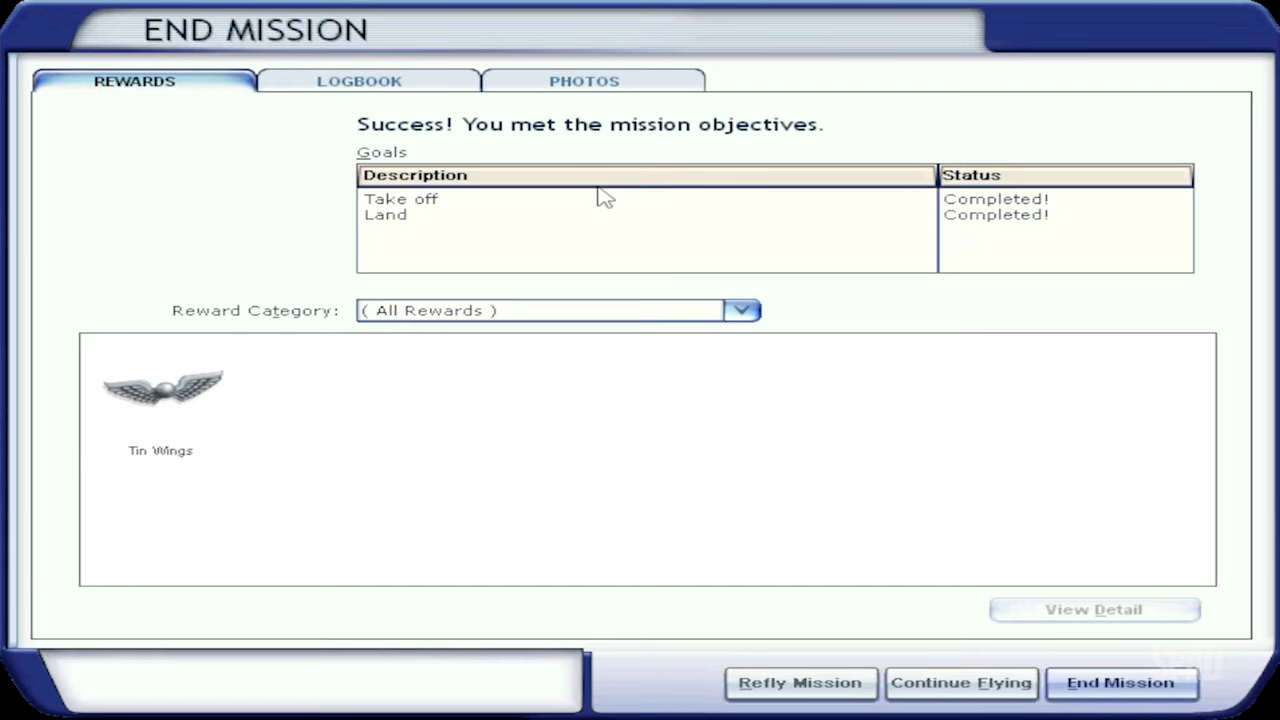 END MISSION
REWARDS
LOGBOOK
PHOTOS
Success! You met the mission objectives.
Goals
Description Status
Take off Completed!
Land Completed!
Reward Category: ( All Rewards )
Tin Wings
View Detail
Refly Mission Continue Flying End Mission